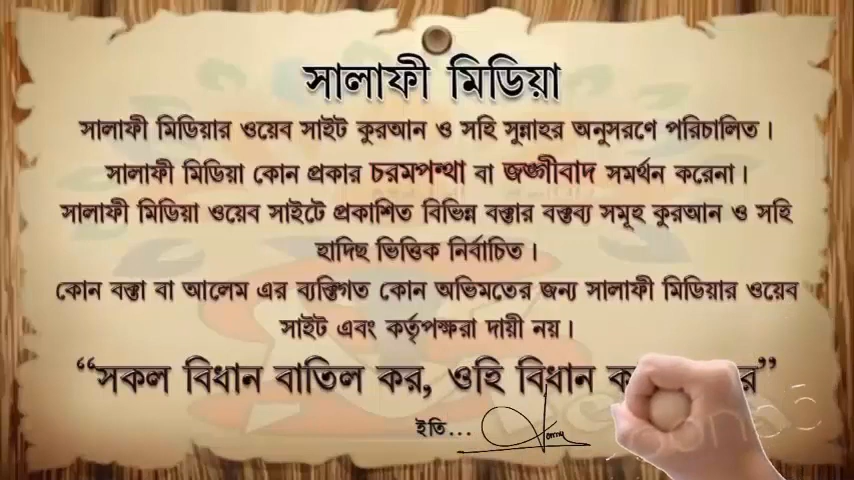 সালাফী মিডিয়া
সালাফী মিডিয়ার ওয়েব সাইট কুরআন ও সহি সুন্নাহর অনুসরণে পরিচালিত।
সালাফী মিডিয়া কোন প্রকার চরমপন্থা বা জঙ্গীবাদ সমর্থন করেনা।
সালাফী মিডিয়া ওয়েব সাইটে প্রকাশিত বিভিন্ন বক্তার বক্তব্য সমূহ কুরআন ও সহি
হাদিছ ভিত্তিক নির্বাচিত।
কোন বক্তা বা আলেম এর ব্যক্তিগত কোন অভিমতের জন্য সালাফী মিডিয়ার ওয়েব
সাইট এবং কর্তৃপক্ষরা দায়ী নয়।
“সকল বিধান বাতিল কর, ওহি বিধান
ইতি...